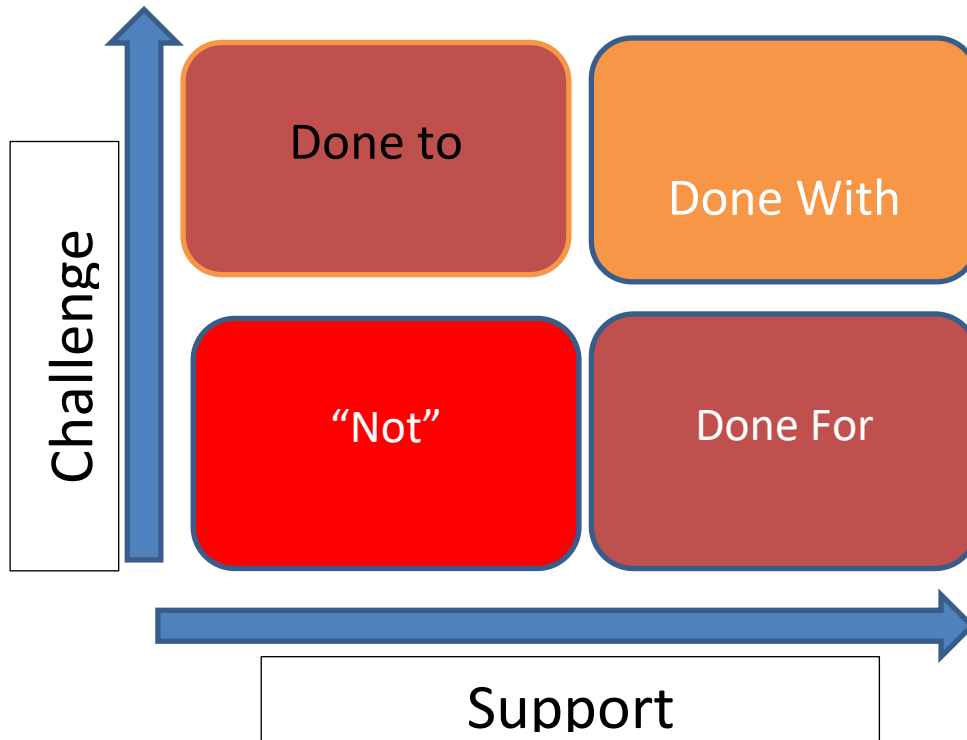 Done to
Done With
Challenge
“Not”
Done For
Support